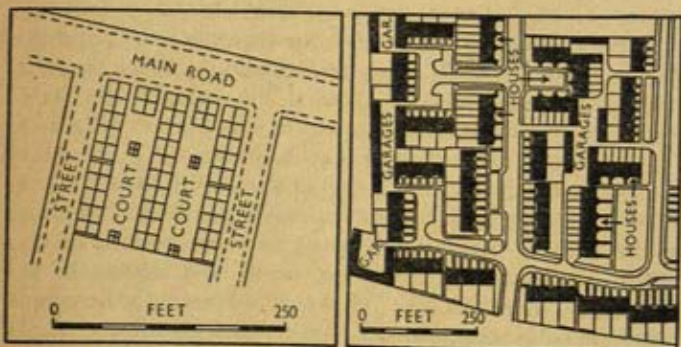 MAIN ROAD
STREET
COURT
COURT
STREET
0 FEET 250
GAR
HOUSES
GARAGES
GARAGES
HOUSES
GAR
0 FEET 250